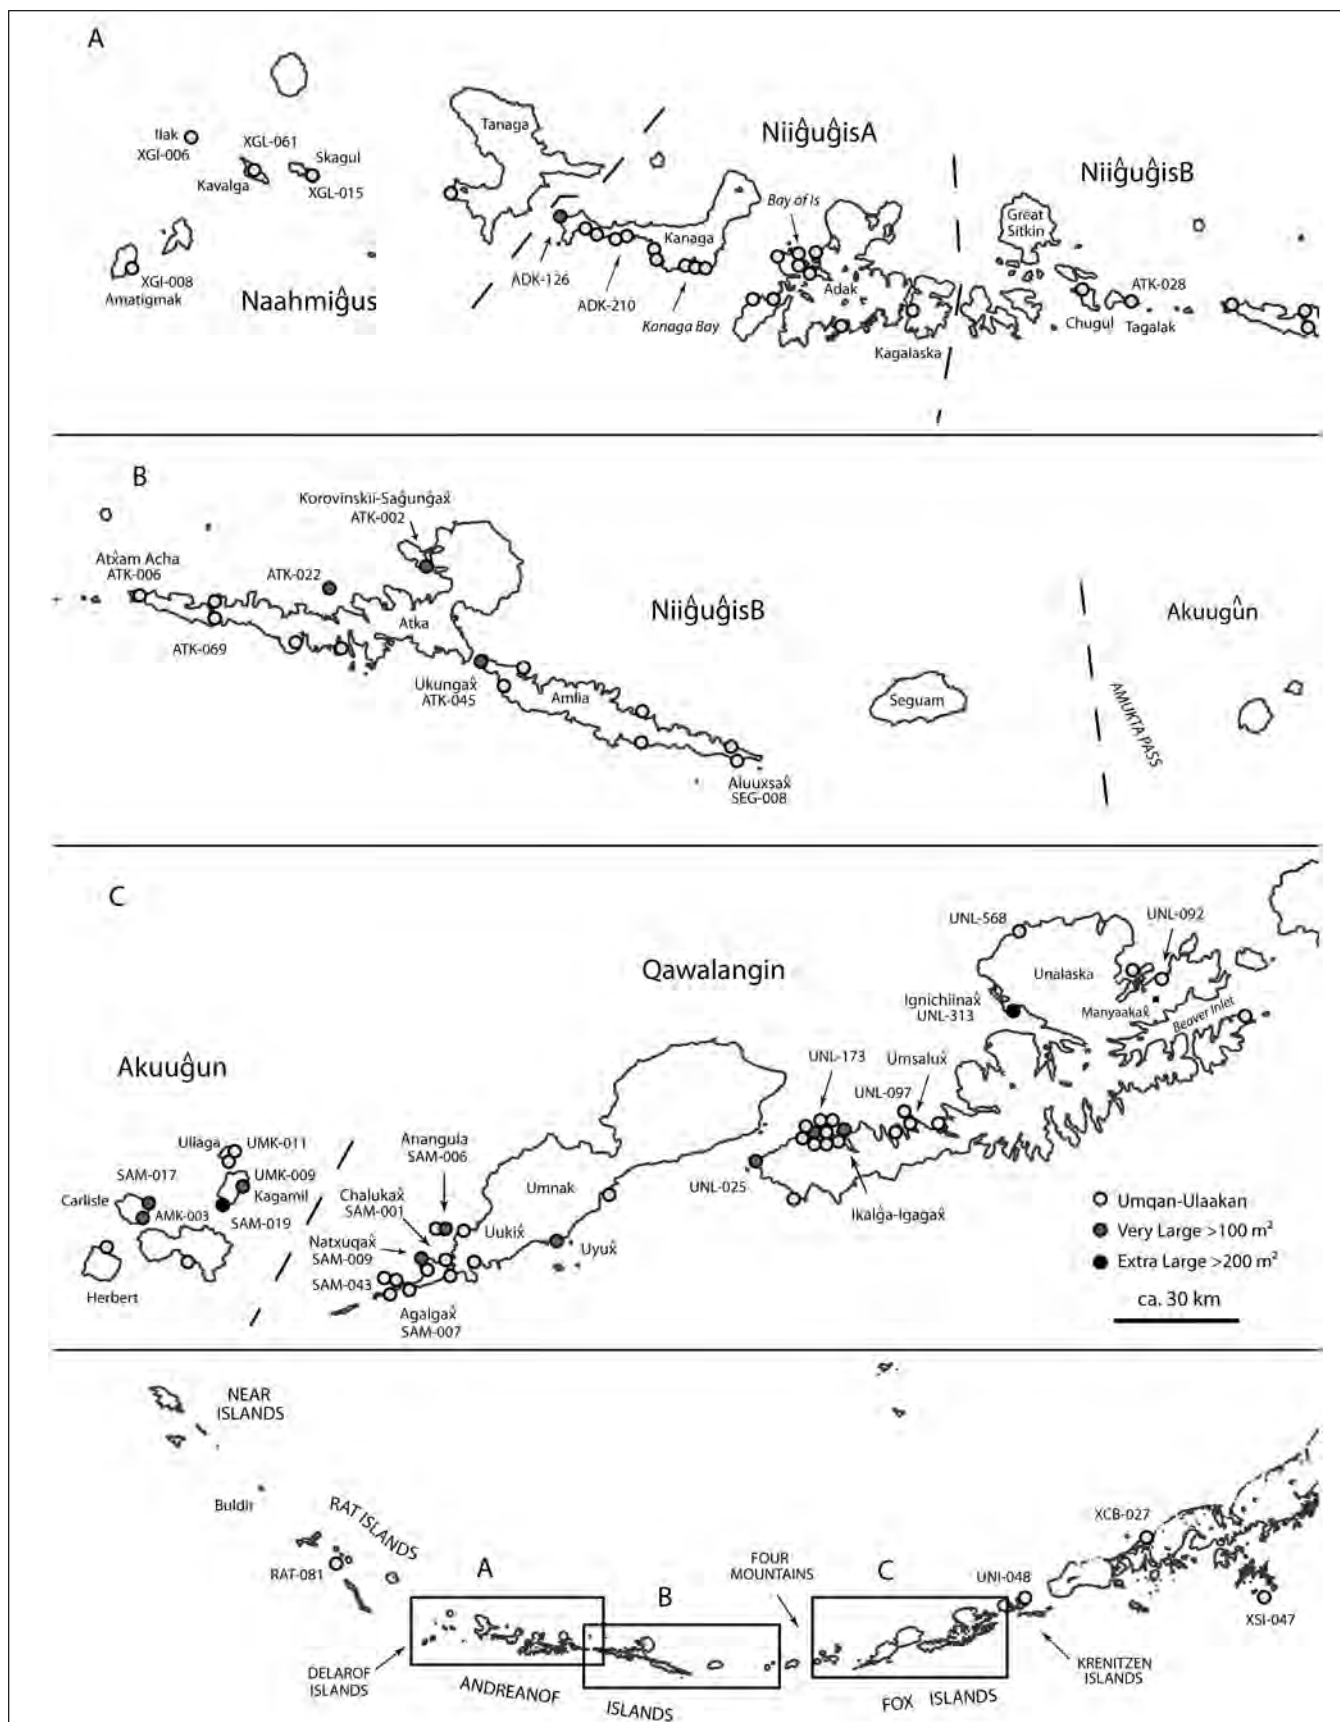 A
Iliak
XGI-006
XGL-061
Kavalga
Skagul
XGL-015
XGI-008
Amatigmak
Naahmiĝus
Tanaga
NiiĝuĝisA
NiiĝuĝisB
Bay of Is
Great
Sitkin
Kanaga
ADK-126
ADK-210
Kanaga Bay
Adak
Kagalaska
ATK-028
Chugul
Tagalak
B
Korovinskii-Saĝunĝax̂
ATK-002
Atx̂am Acha
ATK-006
ATK-022
ATK-069
Atka
NiiĝuĝisB
Akuugûn
Ukungax̂
ATK-045
Amlia
Seguam
AMUKTA PASS
Aluuxsax̂
SEG-008
C
UNL-568
UNL-092
Qawalangin
Unalaska
Ignichiinax̂
UNL-313
Manyaakax̂
Beaver Inlet
Akuuĝun
UNL-173
Umsalux̂
UNL-097
Uliaga
UMK-011
Anangula
SAM-006
SAM-017
UMK-009
Carlisle
Kagamil
Chalukax̂
SAM-001
Umnak
UNL-025
AMK-003
SAM-019
Natxuqax̂
SAM-009
Uukix̂
Uyux̂
Ikalĝa-Igagax̂
SAM-043
Herbert
Agalgax̂
SAM-007
Umqan-Ulaakan
Very Large >100 m²
Extra Large >200 m²
ca. 30 km
NEAR
ISLANDS
Buldir
RAT ISLANDS
RAT-081
XCB-027
A
B
FOUR
MOUNTAINS
C
UNI-048
XSI-047
DELAROF
ISLANDS
ANDREANOF ISLANDS
FOX ISLANDS
KRENITZEN
ISLANDS